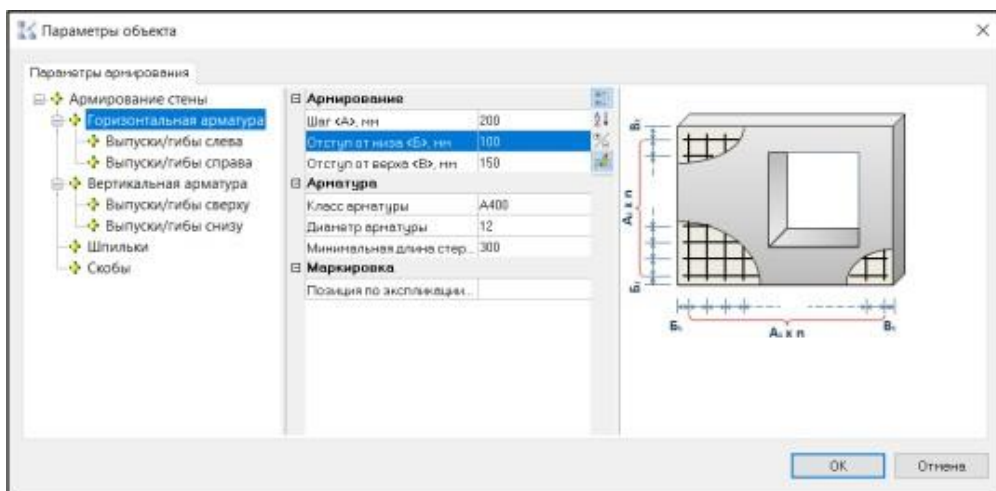 Параметры объекта
Параметры армирования
Армирование стены
Горизонтальная арматура
Выпуски/гибы слева
Выпуски/гибы справа
Вертикальная арматура
Выпуски/гибы сверху
Выпуски/гибы снизу
Шпильки
Скобы
Армирование
Шаг <А>, мм 200
Отступ от низа <Б>, мм 100
Отступ от верха <В>, мм 150
Арматура
Класс арматуры А400
Диаметр арматуры 12
Минимальная длина стер... 300
Маркировка
Позиция по экспликации...
А x n
Б
В
А x n
Б
В
ОК
Отмена